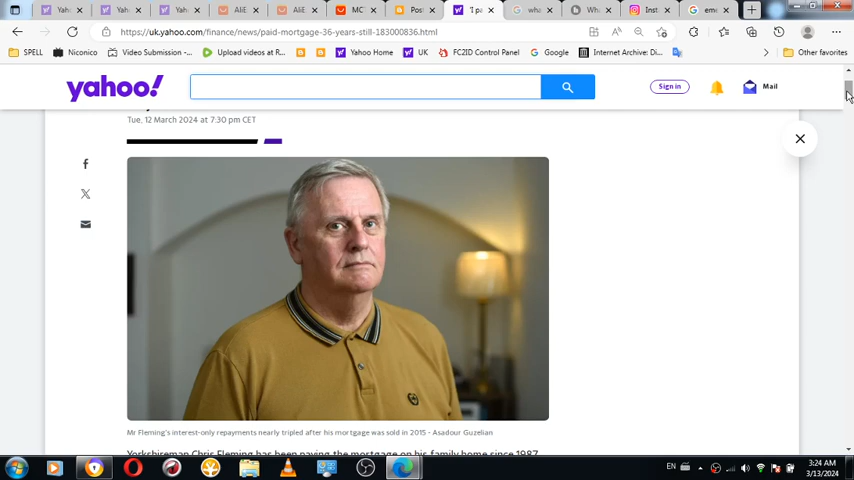 Yah
Yah
Yah
AliE
AliE
MC
Post
'I pa
wha
Wh
Inst
em
https://uk.yahoo.com/finance/news/paid-mortgage-36-years-still-183000836.html
SPELL
Niconico
Video Submission -...
Upload videos at R...
Yahoo Home
UK
FC2ID Control Panel
Google
Internet Archive: Di...
Other favorites
yahoo!
Sign in
Mail
Tue, 12 March 2024 at 7:30 pm CET
Mr Fleming's interest-only repayments nearly tripled after his mortgage was sold in 2015 - Asadour Guzelian
Yorkshireman Chris Fleming has been paying the mortgage on his family home since 1987.
EN
3:24 AM
3/13/2024